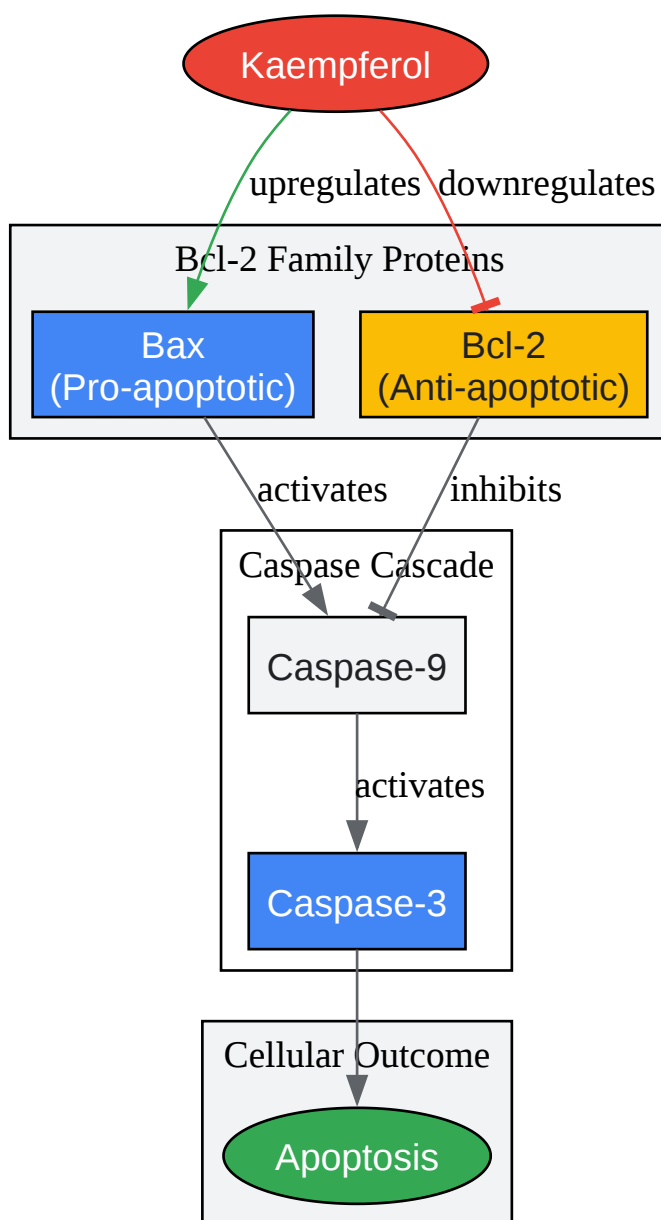 Kaempferol
upregulates
downregulates
Bcl-2 Family Proteins
Bax
(Pro-apoptotic)
Bcl-2
(Anti-apoptotic)
activates
inhibits
Caspase Cascade
Caspase-9
activates
Caspase-3
Cellular Outcome
Apoptosis